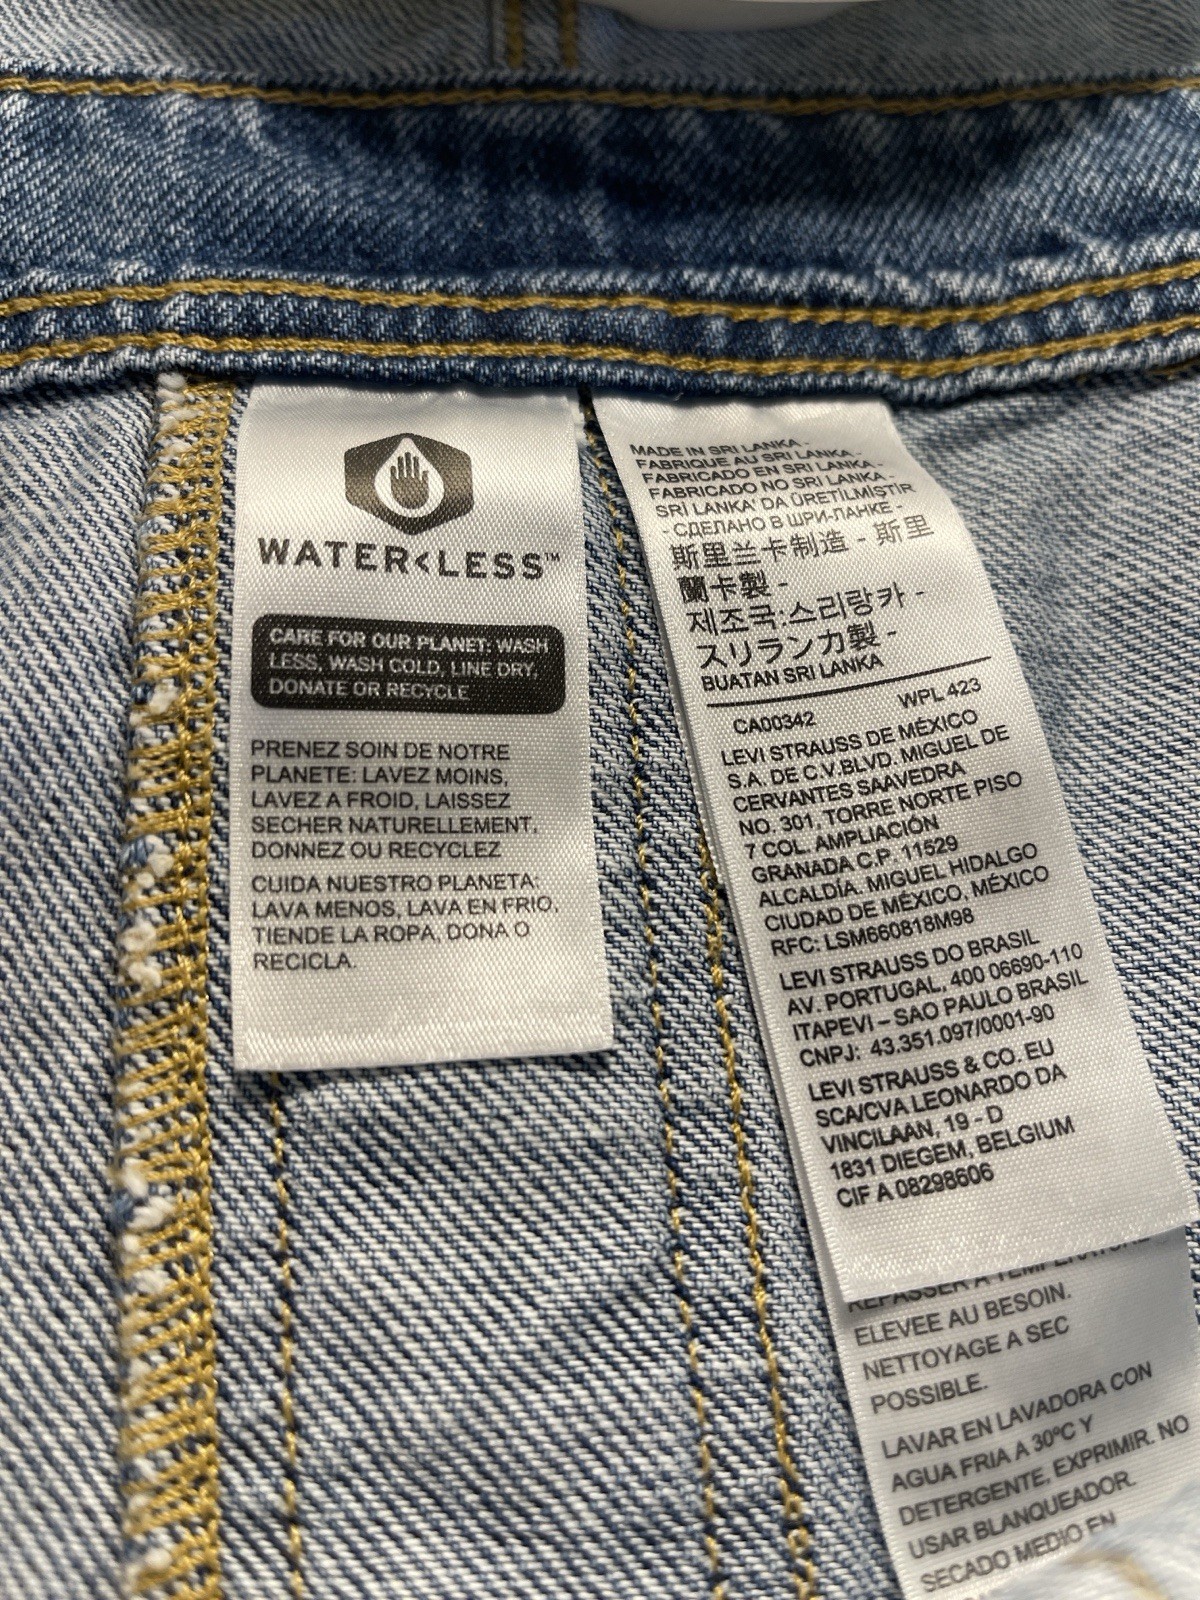 WATER<LESS™
CARE FOR OUR PLANET: WASH
LESS, WASH COLD, LINE DRY,
DONATE OR RECYCLE
PRENEZ SOIN DE NOTRE
PLANETE: LAVEZ MOINS,
LAVEZ A FROID, LAISSEZ
SECHER NATURELLEMENT,
DONNEZ OU RECYCLEZ
CUIDA NUESTRO PLANETA:
LAVA MENOS, LAVA EN FRIO,
TIENDE LA ROPA, DONA O
RECICLA.
MADE IN SRI LANKA -
FABRIQUE AU SRI LANKA -
FABRICADO EN SRI LANKA -
FABRICADO NO SRI LANKA -
SRİ LANKA' DA ÜRETİLMİŞTİR
- СДЕЛАНО В ШРИ-ЛАНКЕ -
斯里兰卡制造 - 斯里
蘭卡製 -
제조국:스리랑카 -
スリランカ製 -
BUATAN SRI LANKA
CA00342 WPL 423
LEVI STRAUSS DE MÉXICO
S.A. DE C.V.BLVD. MIGUEL DE
CERVANTES SAAVEDRA
NO. 301, TORRE NORTE PISO
7 COL. AMPLIACIÓN
GRANADA C.P. 11529
ALCALDÍA. MIGUEL HIDALGO
CIUDAD DE MÉXICO, MÉXICO
RFC: LSM660818M98
LEVI STRAUSS DO BRASIL
AV. PORTUGAL, 400 06690-110
ITAPEVI – SAO PAULO BRASIL
CNPJ: 43.351.097/0001-90
LEVI STRAUSS & CO. EU
SCA/CVA LEONARDO DA
VINCILAAN, 19 - D
1831 DIEGEM, BELGIUM
CIF A 08298606
REPASSER A TEMPERATURE
ELEVEE AU BESOIN.
NETTOYAGE A SEC
POSSIBLE.
LAVAR EN LAVADORA CON
AGUA FRIA A 30ºC Y
DETERGENTE, EXPRIMIR. NO
USAR BLANQUEADOR.
SECADO MEDIO EN